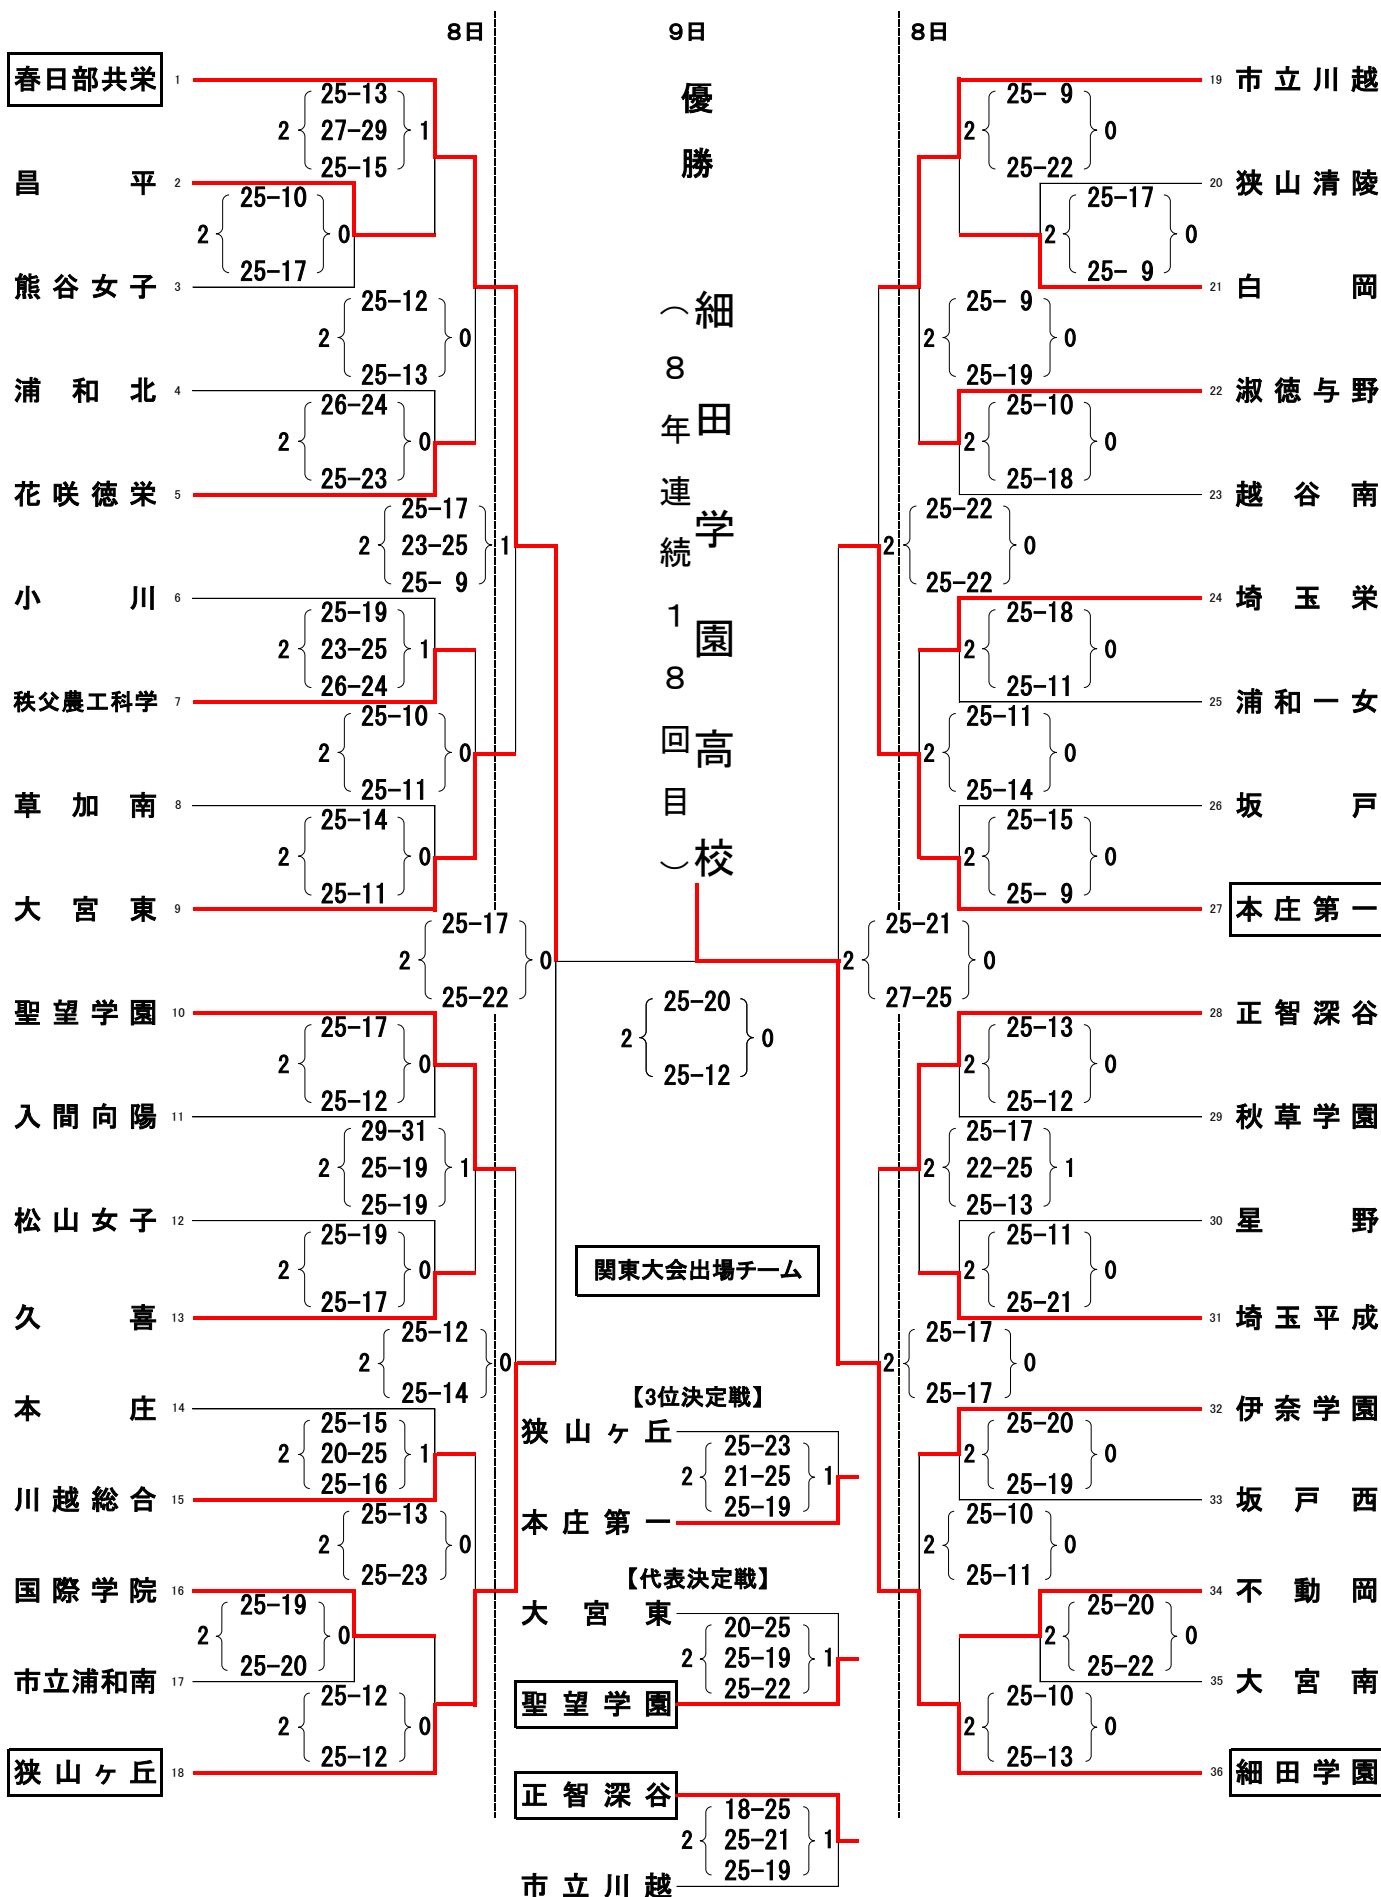 8日
9日
8日
優勝
細田学園高校
（8年連続18回目）
春日部共栄 1
2 25-13 1
27-29
25-15
昌平 2
2 25-10 0
25-17
熊谷女子 3
2 25-12 0
25-13
浦和北 4
2 26-24 0
25-23
花咲徳栄 5
2 25-17 1
23-25
25- 9
小川 6
2 25-19 1
23-25
26-24
秩父農工科学 7
2 25-10 0
25-11
草加南 8
2 25-14 0
25-11
大宮東 9
2 25-17 0
25-22
聖望学園 10
2 25-17 0
25-12
入間向陽 11
2 29-31 1
25-19
25-19
松山女子 12
2 25-19 0
25-17
久喜 13
2 25-12 0
25-14
本庄 14
2 25-15 1
20-25
25-16
川越総合 15
2 25-13 0
25-23
国際学院 16
2 25-19 0
25-20
市立浦和南 17
2 25-12 0
25-12
狭山ヶ丘 18
2 25-20 0
25-12
関東大会出場チーム
【3位決定戦】
狭山ヶ丘
2 25-23 1
21-25
25-19
本庄第一
【代表決定戦】
大宮東
2 20-25 1
25-19
25-22
聖望学園
正智深谷
2 18-25 1
25-21
25-19
市立川越
19 市立川越
2 25- 9 0
25-22
20 狭山清陵
2 25-17 0
25- 9
21 白岡
2 25- 9 0
25-19
22 淑徳与野
2 25-10 0
25-18
23 越谷南
2 25-22 0
25-22
24 埼玉栄
2 25-18 0
25-11
25 浦和一女
2 25-11 0
25-14
26 坂戸
2 25-15 0
25- 9
27 本庄第一
2 25-21 0
27-25
28 正智深谷
2 25-13 0
25-12
29 秋草学園
2 25-17 1
22-25
25-13
30 星野
2 25-11 0
25-21
31 埼玉平成
2 25-17 0
25-17
32 伊奈学園
2 25-20 0
25-19
33 坂戸西
2 25-10 0
25-11
34 不動岡
2 25-20 0
25-22
35 大宮南
2 25-10 0
25-13
36 細田学園